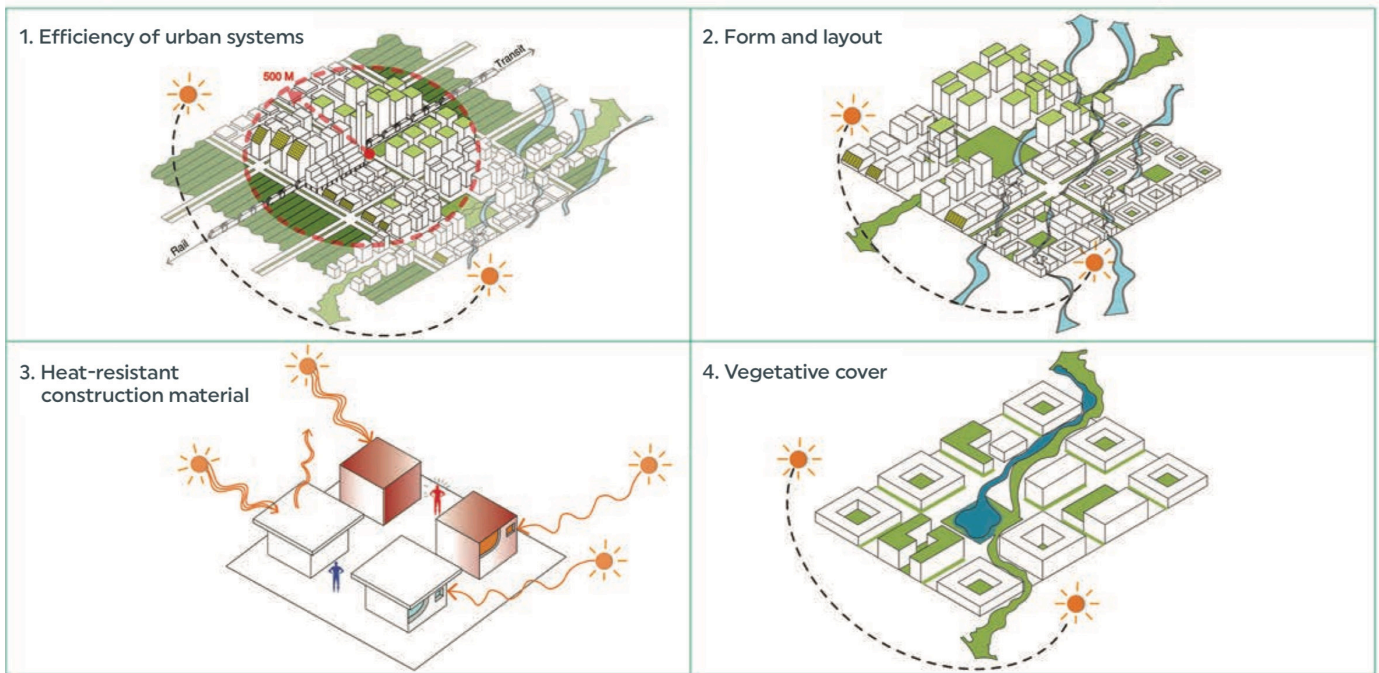 1. Efficiency of urban systems
500 M
Transit
Rail
2. Form and layout
3. Heat-resistant
construction material
4. Vegetative cover